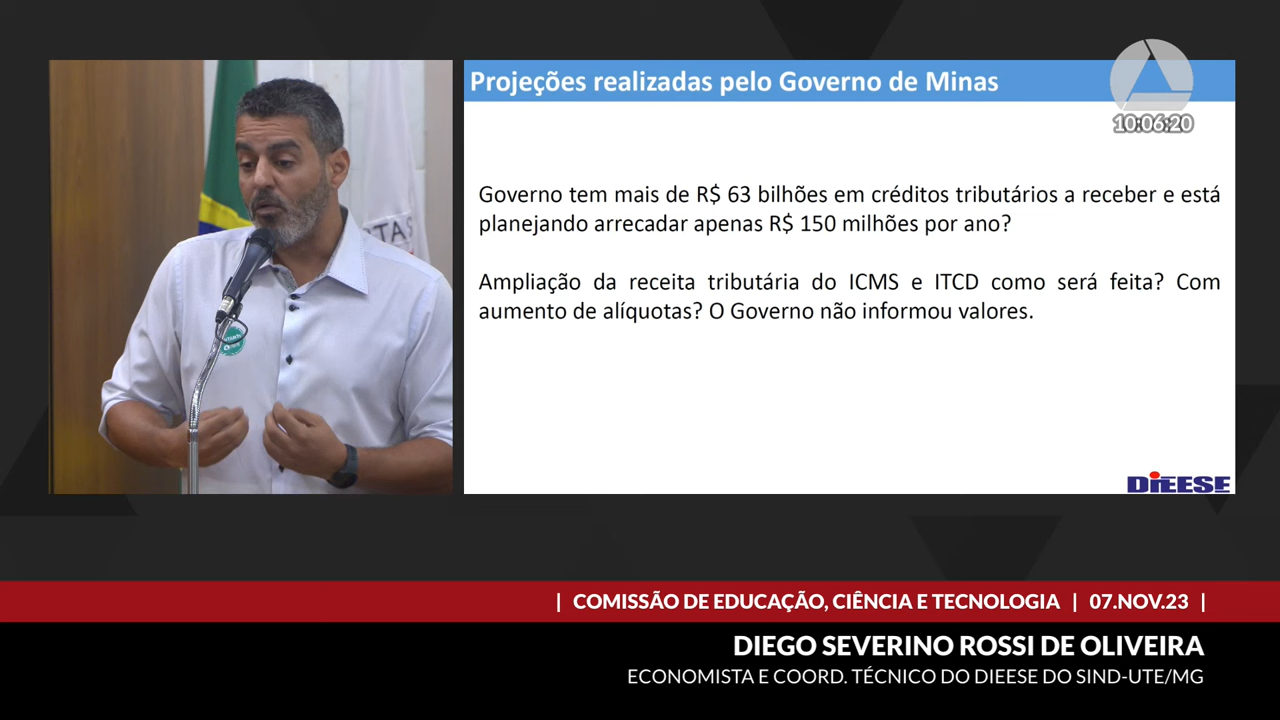 Projeções realizadas pelo Governo de Minas
10:06:20
Governo tem mais de R$ 63 bilhões em créditos tributários a receber e está
planejando arrecadar apenas R$ 150 milhões por ano?
Ampliação da receita tributária do ICMS e ITCD como será feita? Com
aumento de alíquotas? O Governo não informou valores.
DIEESE
| COMISSÃO DE EDUCAÇÃO, CIÊNCIA E TECNOLOGIA | 07.NOV.23 |
DIEGO SEVERINO ROSSI DE OLIVEIRA
ECONOMISTA E COORD. TÉCNICO DO DIEESE DO SIND-UTE/MG